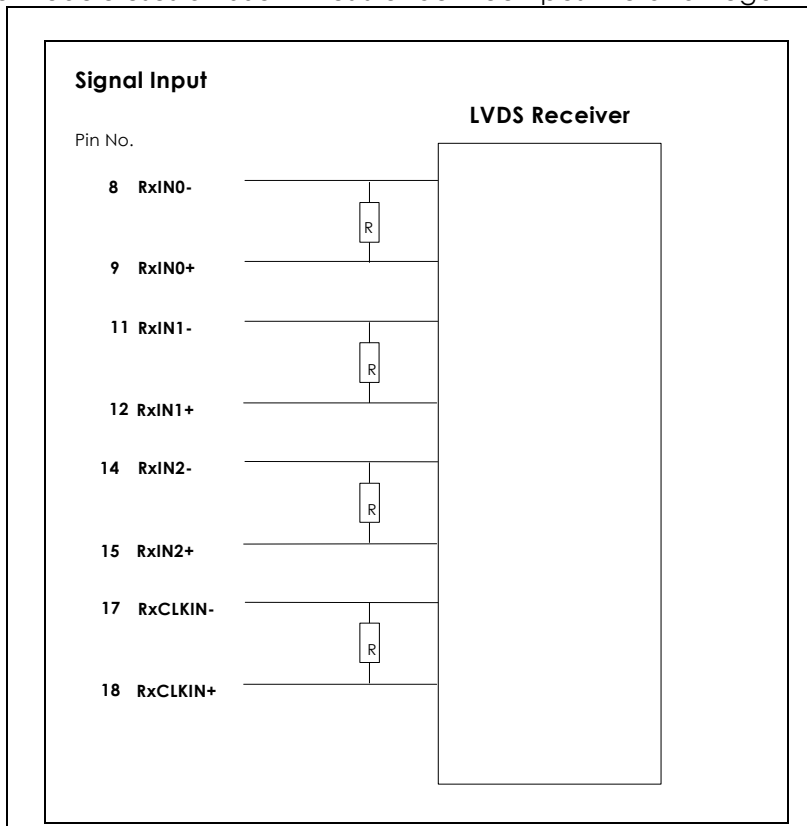 Signal Input
LVDS Receiver
Pin No.
8 RxIN0-
R
9 RxIN0+
11 RxIN1-
R
12 RxIN1+
14 RxIN2-
R
15 RxIN2+
17 RxCLKIN-
R
18 RxCLKIN+